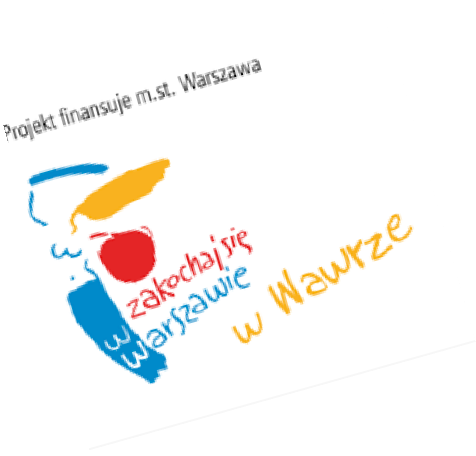 Projekt finansuje m.st. Warszawa
zakochaj się
w warszawie
w Wawrze